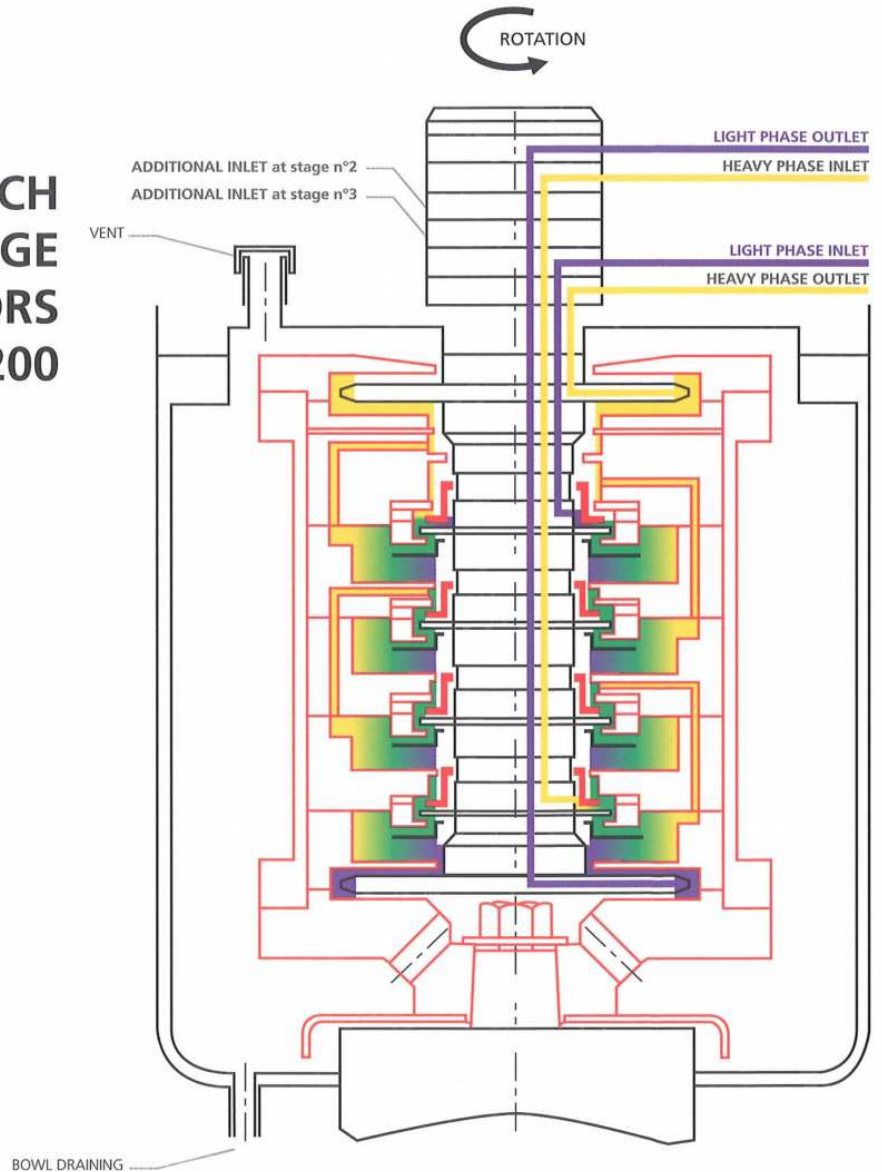 ROTATION
LIGHT PHASE OUTLET
HEAVY PHASE INLET
ADDITIONAL INLET at stage n°2
ADDITIONAL INLET at stage n°3
CH
GE
ORS
200
VENT
LIGHT PHASE INLET
HEAVY PHASE OUTLET
BOWL DRAINING